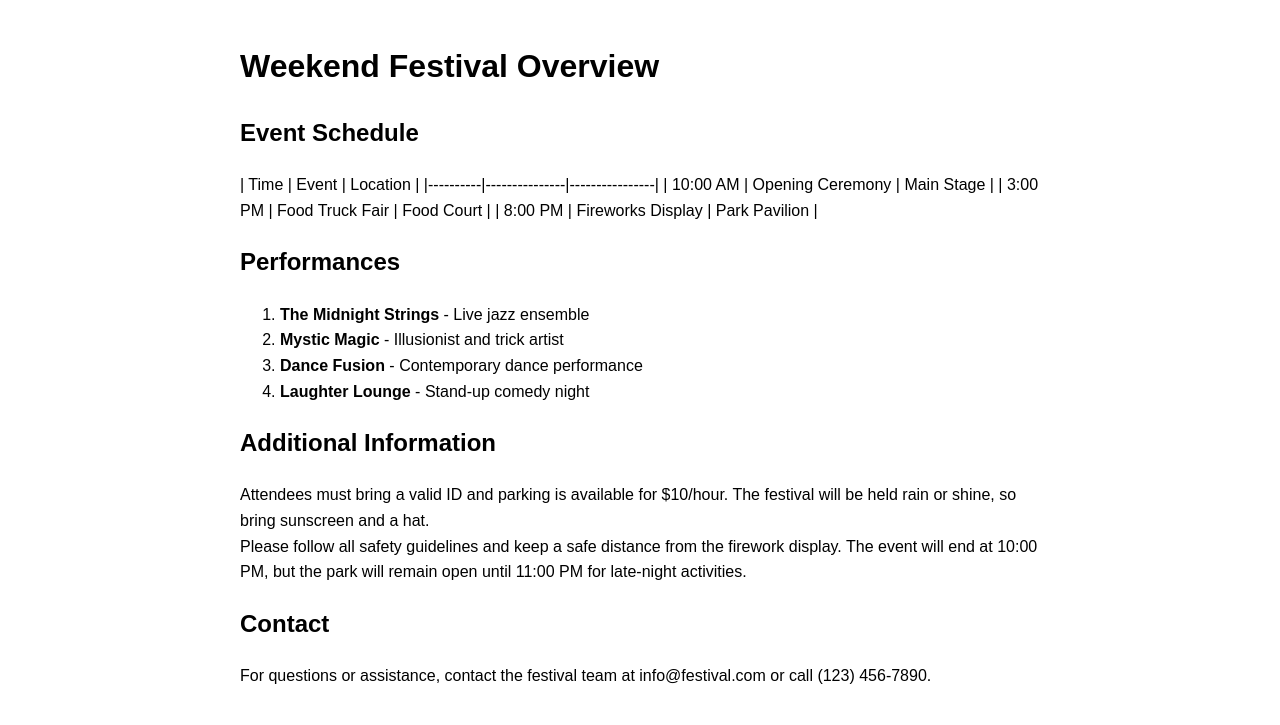 Weekend Festival Overview
Event Schedule
| Time | Event | Location | |----------|---------------|----------------| | 10:00 AM | Opening Ceremony | Main Stage | | 3:00
PM | Food Truck Fair | Food Court | | 8:00 PM | Fireworks Display | Park Pavilion |
Performances
1. The Midnight Strings - Live jazz ensemble
2. Mystic Magic - Illusionist and trick artist
3. Dance Fusion - Contemporary dance performance
4. Laughter Lounge - Stand-up comedy night
Additional Information
Attendees must bring a valid ID and parking is available for $10/hour. The festival will be held rain or shine, so
bring sunscreen and a hat.
Please follow all safety guidelines and keep a safe distance from the firework display. The event will end at 10:00
PM, but the park will remain open until 11:00 PM for late-night activities.
Contact
For questions or assistance, contact the festival team at info@festival.com or call (123) 456-7890.